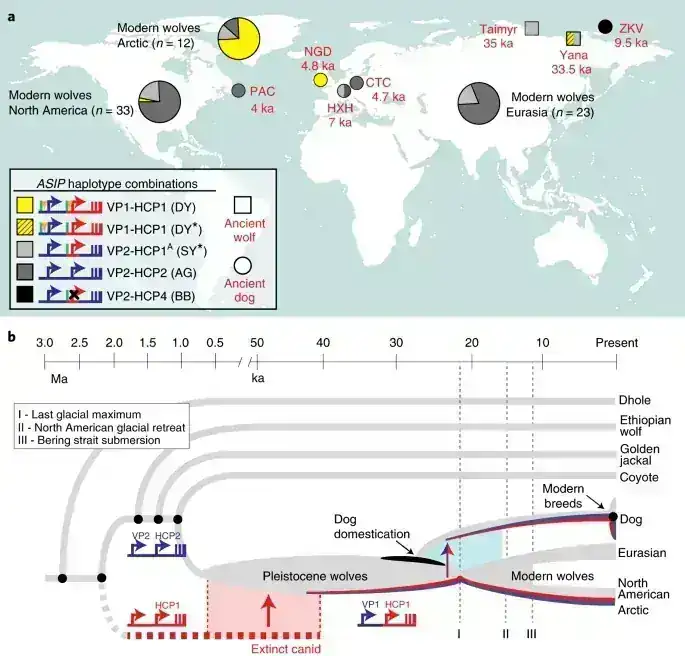 a
Modern wolves
Arctic (n = 12)
Modern wolves
North America (n = 33)
PAC
4 ka
NGD
4.8 ka
HXH
7 ka
CTC
4.7 ka
Taimyr
35 ka
Yana
33.5 ka
ZKV
9.5 ka
Modern wolves
Eurasia (n = 23)
ASIP haplotype combinations
VP1-HCP1 (DY)
VP1-HCP1 (DY*)
VP2-HCP1A (SY*)
VP2-HCP2 (AG)
VP2-HCP4 (BB)
Ancient
wolf
Ancient
dog
b
3.0 2.0 1.5 1.0 0.5 50 40 30 20 10 Present
Ma ka
I - Last glacial maximum
II - North American glacial retreat
III - Bering strait submersion
Dhole
Ethiopian
wolf
Golden
jackal
Coyote
Modern
breeds
Dog
Dog
domestication
VP2 HCP2
Eurasian
Pleistocene wolves
Modern wolves
North
American
Arctic
HCP1
VP1 HCP1
Extinct canid
I II III